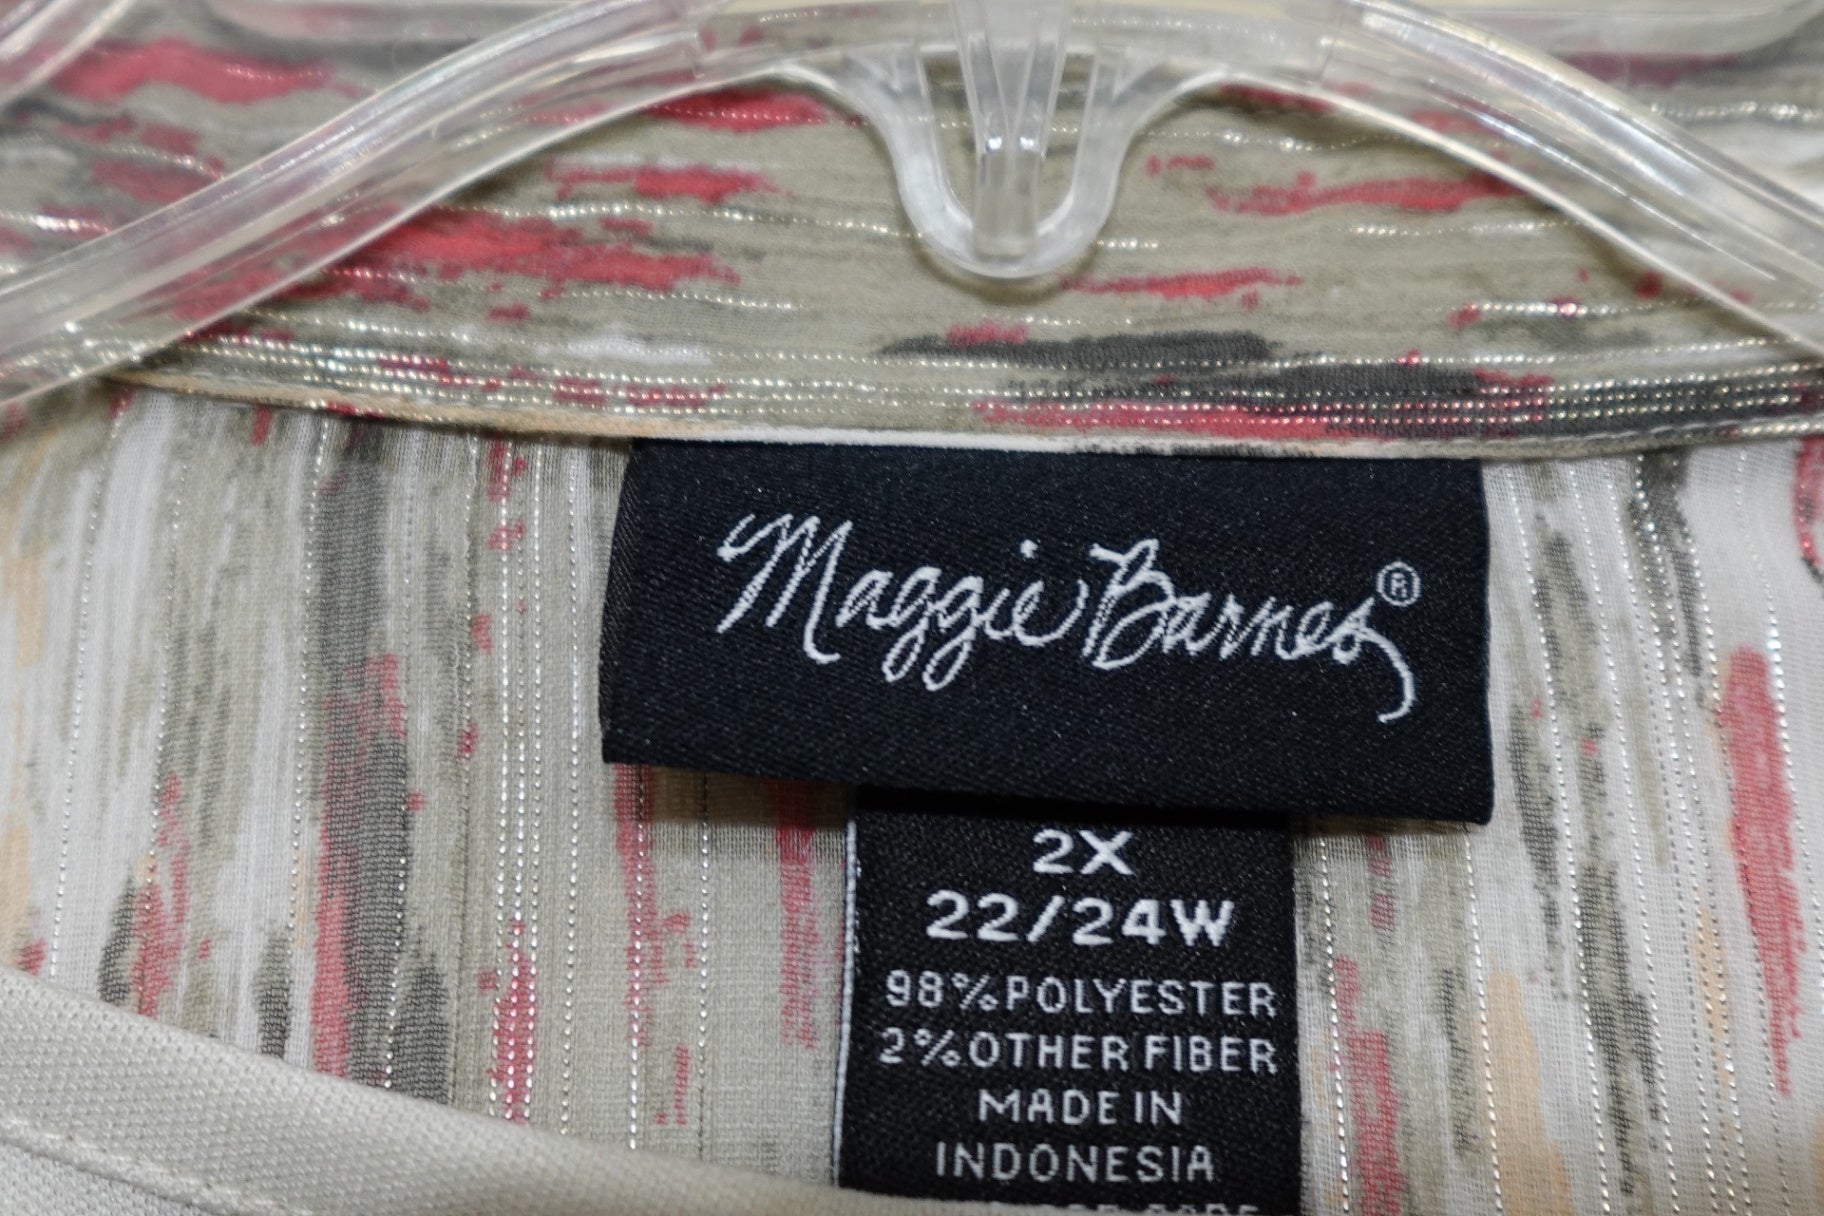 Maggie Barnes®
2X
22/24W
98% POLYESTER
2% OTHER FIBER
MADE IN
INDONESIA